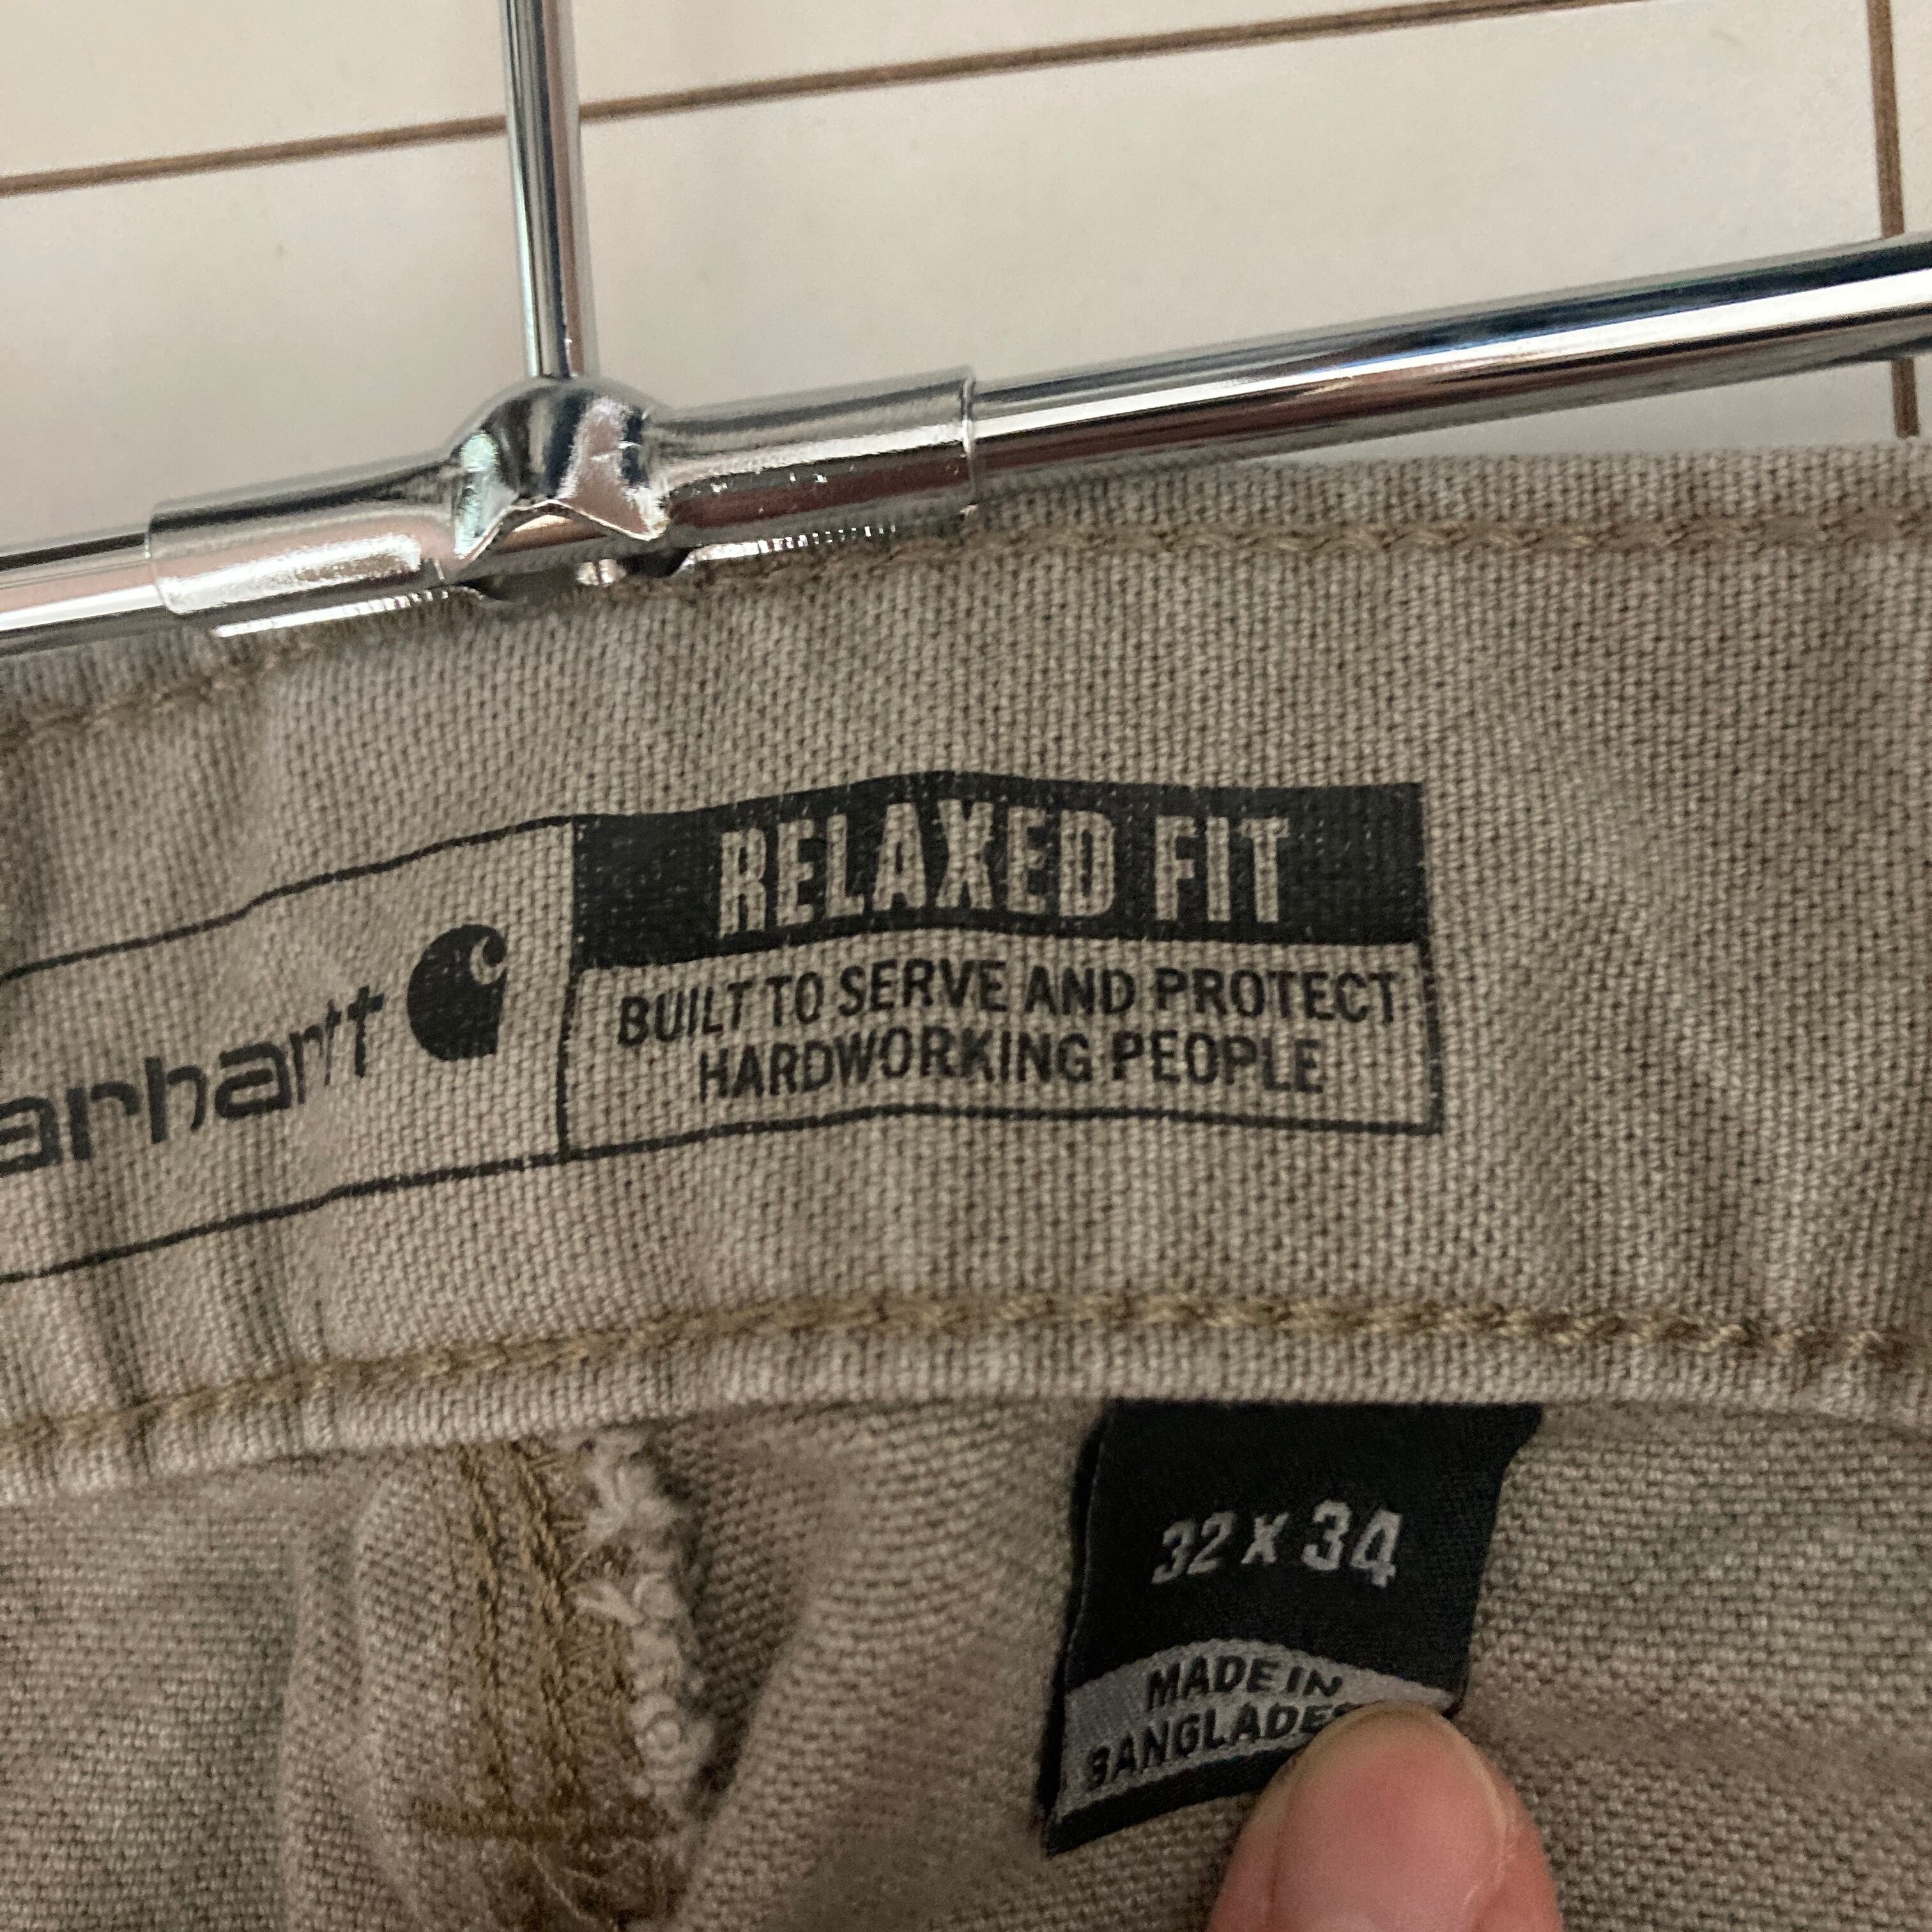 arhartt
RELAXED FIT
BUILT TO SERVE AND PROTECT
HARDWORKING PEOPLE
32 X 34
MADE IN
BANGLADES